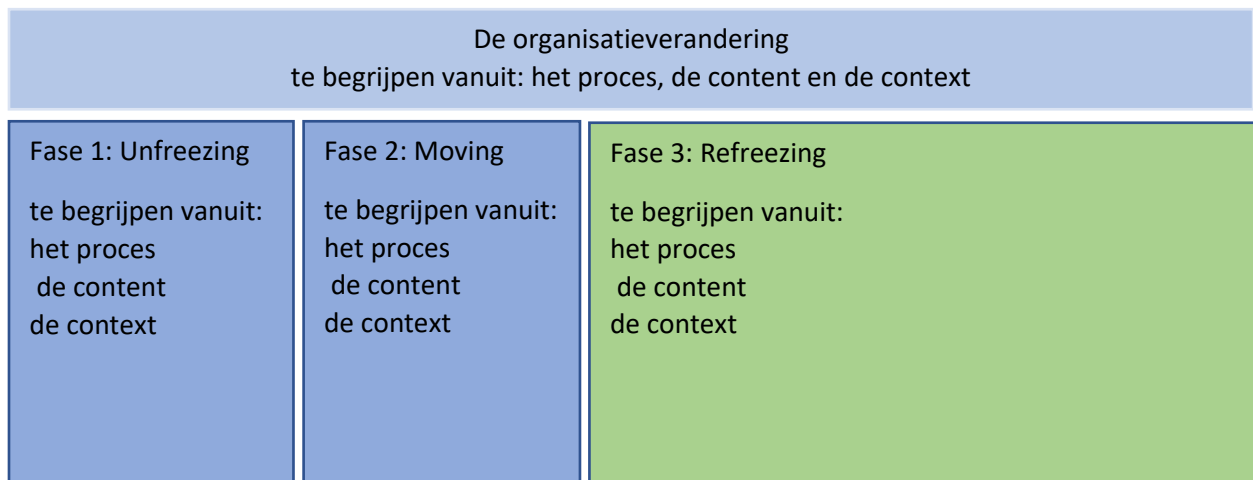 De organisatieverandering
te begrijpen vanuit: het proces, de content en de context
Fase 1: Unfreezing
te begrijpen vanuit:
het proces
de content
de context
Fase 2: Moving
te begrijpen vanuit:
het proces
de content
de context
Fase 3: Refreezing
te begrijpen vanuit:
het proces
de content
de context